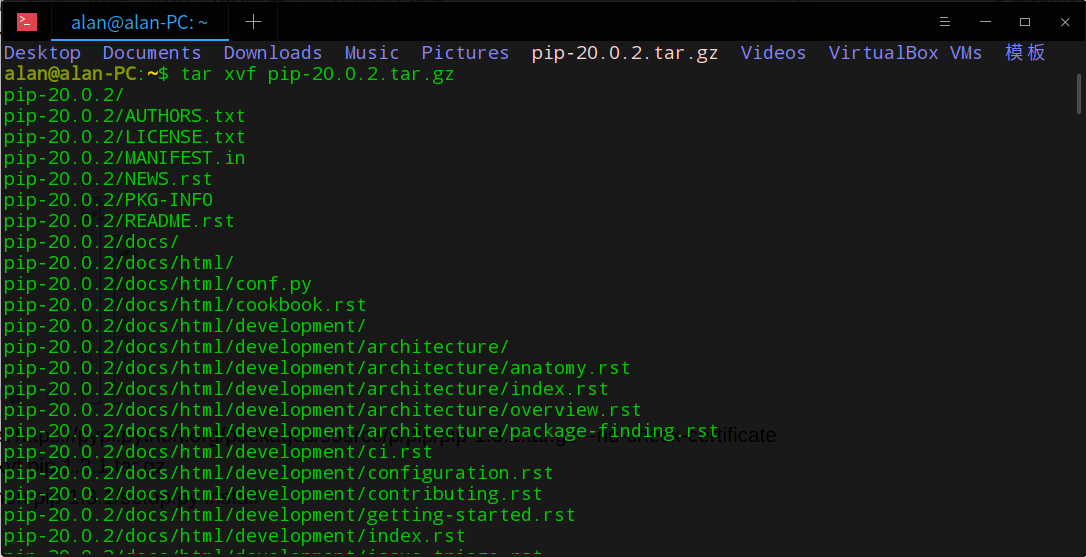 alan@alan-PC: ~
Desktop Documents Downloads Music Pictures pip-20.0.2.tar.gz Videos VirtualBox VMs 模板
alan@alan-PC:~$ tar xvf pip-20.0.2.tar.gz
pip-20.0.2/
pip-20.0.2/AUTHORS.txt
pip-20.0.2/LICENSE.txt
pip-20.0.2/MANIFEST.in
pip-20.0.2/NEWS.rst
pip-20.0.2/PKG-INFO
pip-20.0.2/README.rst
pip-20.0.2/docs/
pip-20.0.2/docs/html/
pip-20.0.2/docs/html/conf.py
pip-20.0.2/docs/html/cookbook.rst
pip-20.0.2/docs/html/development/
pip-20.0.2/docs/html/development/architecture/
pip-20.0.2/docs/html/development/architecture/anatomy.rst
pip-20.0.2/docs/html/development/architecture/index.rst
pip-20.0.2/docs/html/development/architecture/overview.rst
pip-20.0.2/docs/html/development/architecture/package-finding.rst
pip-20.0.2/docs/html/development/ci.rst
pip-20.0.2/docs/html/development/configuration.rst
pip-20.0.2/docs/html/development/contributing.rst
pip-20.0.2/docs/html/development/getting-started.rst
pip-20.0.2/docs/html/development/index.rst
pip-20.0.2/docs/html/development/issue-triage.rst